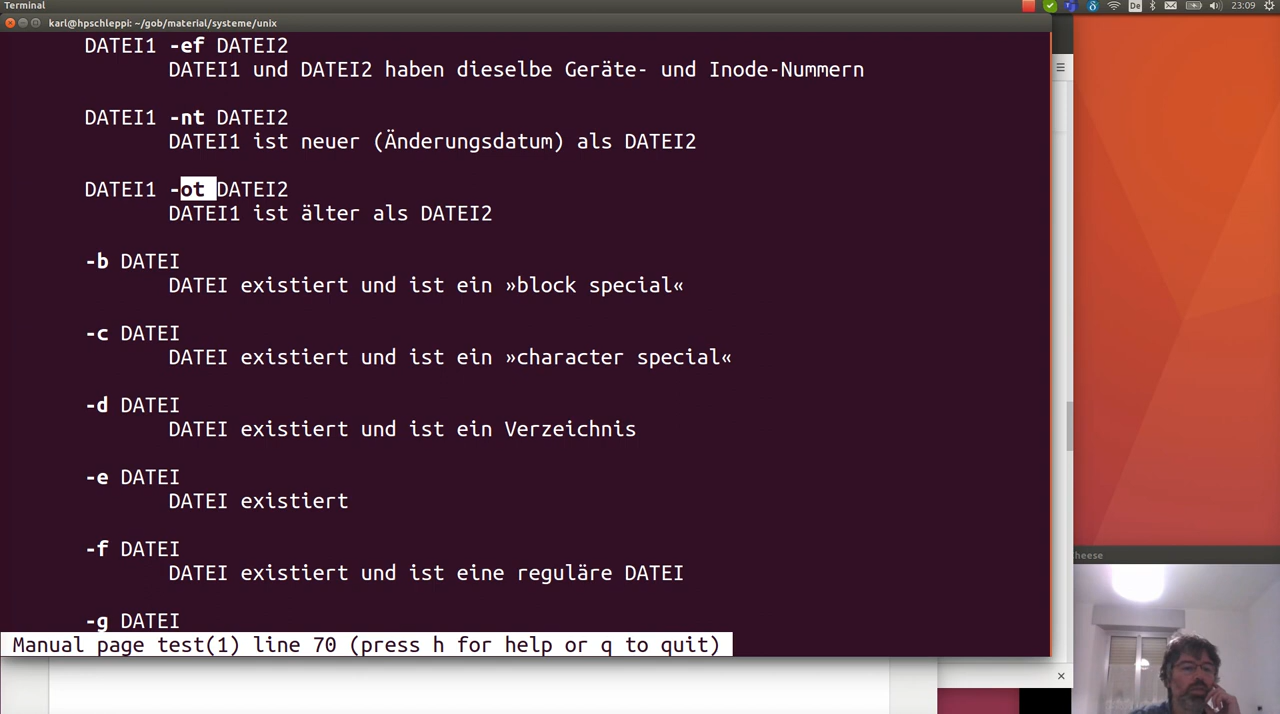 Terminal
De
23:09
karl@hpschleppi: ~/gob/material/systeme/unix
DATEI1 -ef DATEI2
DATEI1 und DATEI2 haben dieselbe Geräte- und Inode-Nummern
DATEI1 -nt DATEI2
DATEI1 ist neuer (Änderungsdatum) als DATEI2
DATEI1 -ot DATEI2
DATEI1 ist älter als DATEI2
-b DATEI
DATEI existiert und ist ein »block special«
-c DATEI
DATEI existiert und ist ein »character special«
-d DATEI
DATEI existiert und ist ein Verzeichnis
-e DATEI
DATEI existiert
-f DATEI
DATEI existiert und ist eine reguläre DATEI
-g DATEI
Manual page test(1) line 70 (press h for help or q to quit)
heese